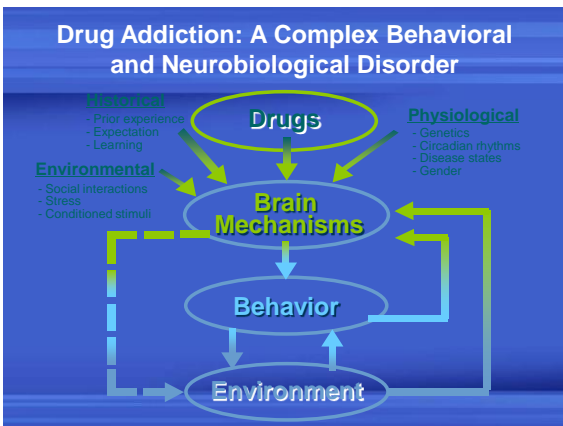 Drug Addiction: A Complex Behavioral
and Neurobiological Disorder
Historical
- Prior experience
- Expectation
- Learning
Drugs
Physiological
- Genetics
- Circadian rhythms
- Disease states
- Gender
Environmental
- Social interactions
- Stress
- Conditioned stimuli
Brain
Mechanisms
Behavior
Environment